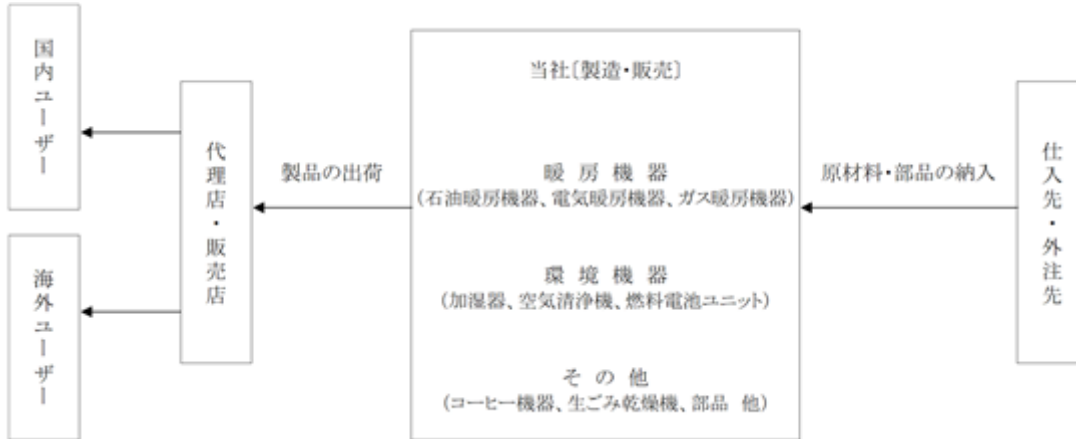 国内ユーザー
海外ユーザー
代理店・販売店
製品の出荷
当社〔製造・販売〕
暖 房 機 器
(石油暖房機器、電気暖房機器、ガス暖房機器)
環 境 機 器
(加湿器、空気清浄機、燃料電池ユニット)
そ の 他
(コーヒー機器、生ごみ乾燥機、部品 他)
原材料・部品の納入
仕入先・外注先